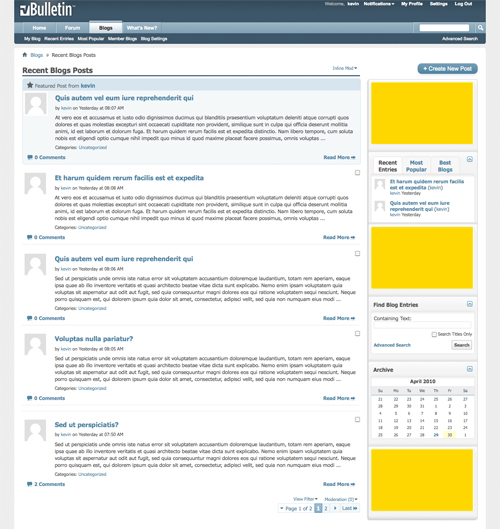 vBulletin™
Welcome, kevin Notifications My Profile Settings Log Out
Home Forum Blogs What's New?
My Blog Recent Entries Most Popular Member Blogs Blog Settings
Advanced Search
Blogs Recent Blogs Posts
Recent Blogs Posts
Inline Mod
+ Create New Post
Featured Post from kevin
Quis autem vel eum iure reprehenderit qui
by kevin on Yesterday at 08:07 AM
At vero eos et accusamus et iusto odio dignissimos ducimus qui blanditiis praesentium voluptatum deleniti atque corrupti quos
dolores et quas molestias excepturi sint occaecati cupiditate non provident, similique sunt in culpa qui officia deserunt mollitia
animi, id est laborum et dolorum fuga. Et harum quidem rerum facilis est et expedita distinctio. Nam libero tempore, cum soluta
nobis est eligendi optio cumque nihil impedit quo minus id quod maxime placeat facere possimus, omnis voluptas ...
Categories: Uncategorized
0 Comments
Read More
Et harum quidem rerum facilis est et expedita
by kevin on Yesterday at 08:06 AM
At vero eos et accusamus et iusto odio dignissimos ducimus qui blanditiis praesentium voluptatum deleniti atque corrupti quos
dolores et quas molestias excepturi sint occaecati cupiditate non provident, similique sunt in culpa qui officia deserunt mollitia
animi, id est laborum et dolorum fuga. Et harum quidem rerum facilis est et expedita distinctio. Nam libero tempore, cum soluta
nobis est eligendi optio cumque nihil impedit quo minus id quod maxime placeat facere possimus, omnis voluptas ...
Categories: Uncategorized
0 Comments
Read More
Quis autem vel eum iure reprehenderit qui
by kevin on Yesterday at 08:06 AM
Sed ut perspiciatis unde omnis iste natus error sit voluptatem accusantium doloremque laudantium, totam rem aperiam, eaque
ipsa quae ab illo inventore veritatis et quasi architecto beatae vitae dicta sunt explicabo. Nemo enim ipsam voluptatem quia
voluptas sit aspernatur aut odit aut fugit, sed quia consequuntur magni dolores eos qui ratione voluptatem sequi nesciunt. Neque
porro quisquam est, qui dolorem ipsum quia dolor sit amet, consectetur, adipisci velit, sed quia non numquam eius modi ...
0 Comments
Read More
Voluptas nulla pariatur?
by kevin on Yesterday at 08:05 AM
Sed ut perspiciatis unde omnis iste natus error sit voluptatem accusantium doloremque laudantium, totam rem aperiam, eaque
ipsa quae ab illo inventore veritatis et quasi architecto beatae vitae dicta sunt explicabo. Nemo enim ipsam voluptatem quia
voluptas sit aspernatur aut odit aut fugit, sed quia consequuntur magni dolores eos qui ratione voluptatem sequi nesciunt. Neque
porro quisquam est, qui dolorem ipsum quia dolor sit amet, consectetur, adipisci velit, sed quia non numquam eius modi ...
0 Comments
Read More
Sed ut perspiciatis?
by kevin on Yesterday at 07:50 AM
Sed ut perspiciatis unde omnis iste natus error sit voluptatem accusantium doloremque laudantium, totam rem aperiam, eaque
ipsa quae ab illo inventore veritatis et quasi architecto beatae vitae dicta sunt explicabo. Nemo enim ipsam voluptatem quia
voluptas sit aspernatur aut odit aut fugit, sed quia consequuntur magni dolores eos qui ratione voluptatem sequi nesciunt. Neque
porro quisquam est, qui dolorem ipsum quia dolor sit amet, consectetur, adipisci velit, sed quia non numquam eius modi ...
2 Comments
Read More
View Filter Moderation (0)
Page 1 of 2 1 2 Last
Recent Entries
Most Popular
Best Blogs
Et harum quidem rerum facilis
est et expedita (kevin)
kevin Yesterday
Quis autem vel eum iure
reprehenderit qui (kevin)
kevin Yesterday
Find Blog Entries
Containing Text:
Search Titles Only
Advanced Search
Search
Archive
April 2010
Su Mo Tu We Th Fr Sa
21 22 23 24 25 26 27
28 29 30 31 1 2 3
4 5 6 7 8 9 10
11 12 13 14 15 16 17
18 19 20 21 22 23 24
25 26 27 28 29 30 1